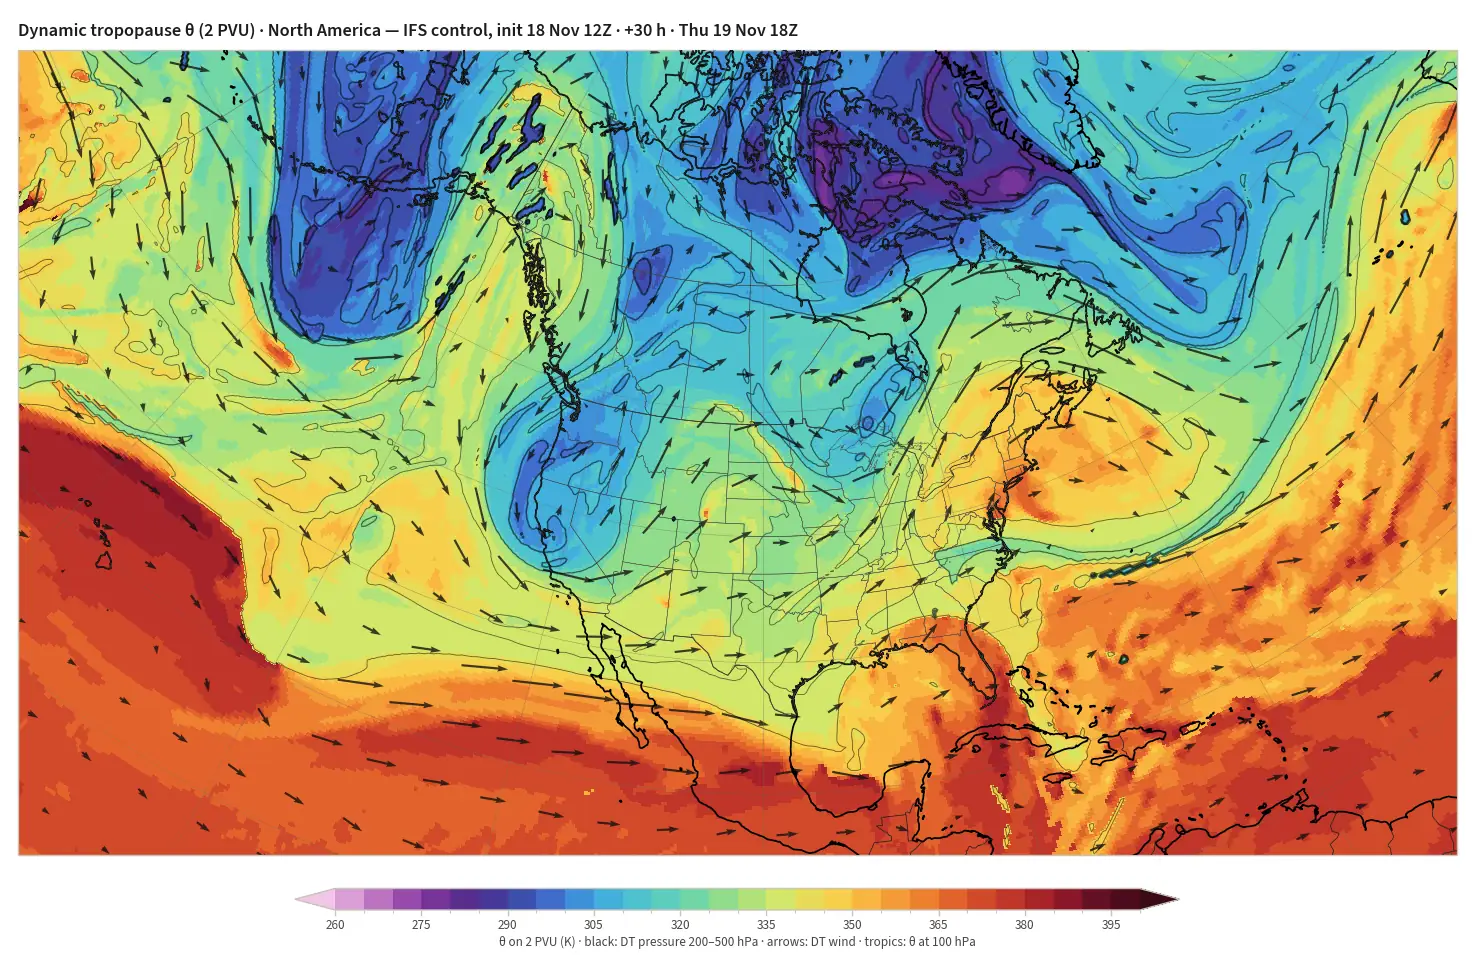 Dynamic tropopause θ (2 PVU) · North America — IFS control, init 18 Nov 12Z · +30 h · Thu 19 Nov 18Z
260 275 290 305 320 335 350 365 380 395
θ on 2 PVU (K) · black: DT pressure 200–500 hPa · arrows: DT wind · tropics: θ at 100 hPa